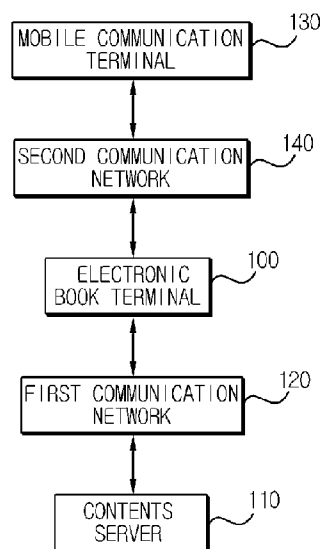 130
MOBILE COMMUNICATION
TERMINAL
140
SECOND COMMUNICATION
NETWORK
100
ELECTRONIC
BOOK TERMINAL
120
FIRST COMMUNICATION
NETWORK
110
CONTENTS
SERVER